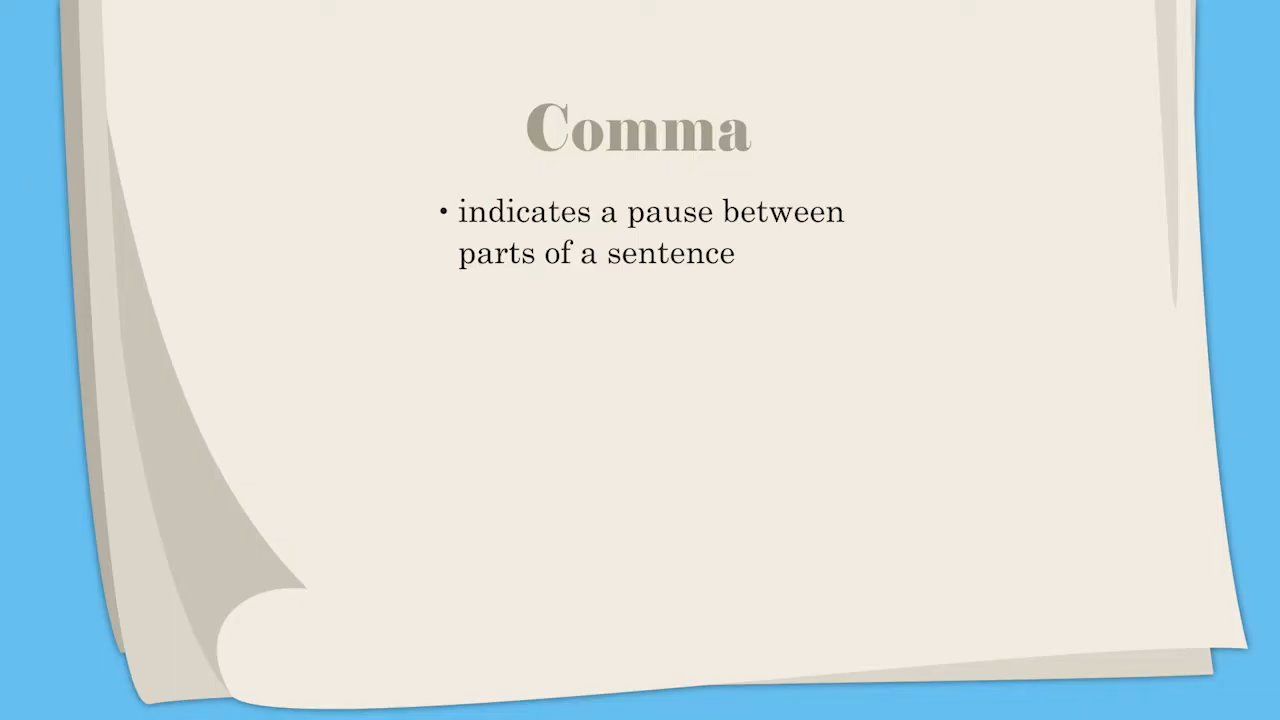 Comma
• indicates a pause between
parts of a sentence